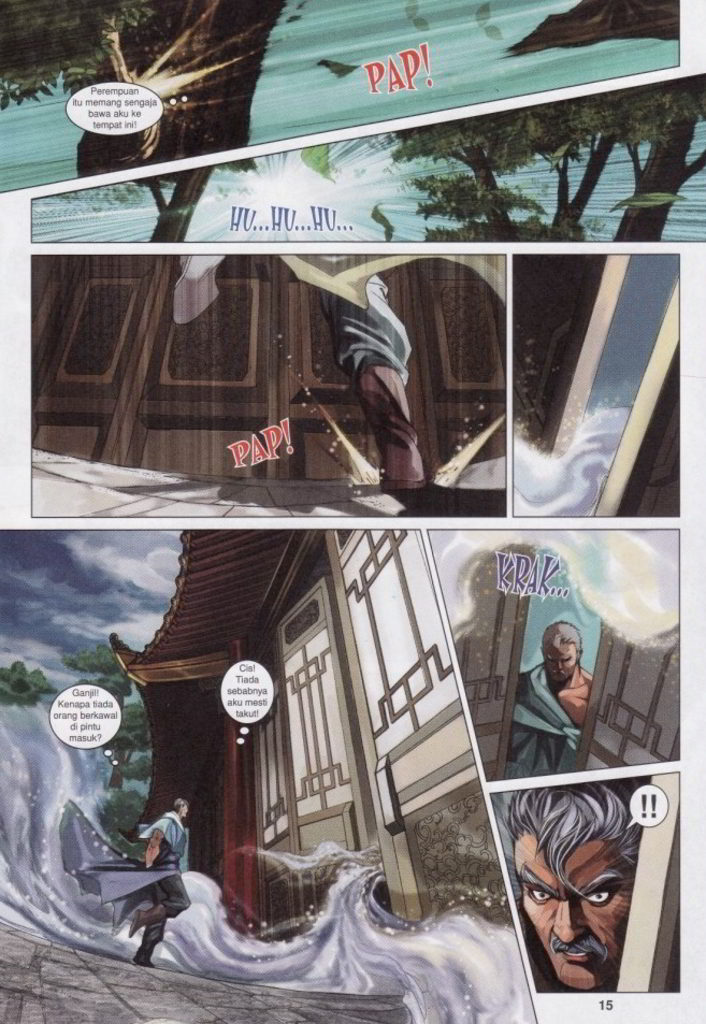 PAP!
Perempuan
itu memang sengaja
bawa aku ke
tempat ini!
HU...HU...HU...
PAP!
Ganjil!
Kenapa tiada
orang berkawal
di pintu
masuk?
Cis!
Tiada
sebabnya
aku mesti
takut!
KRAK...
!!
15